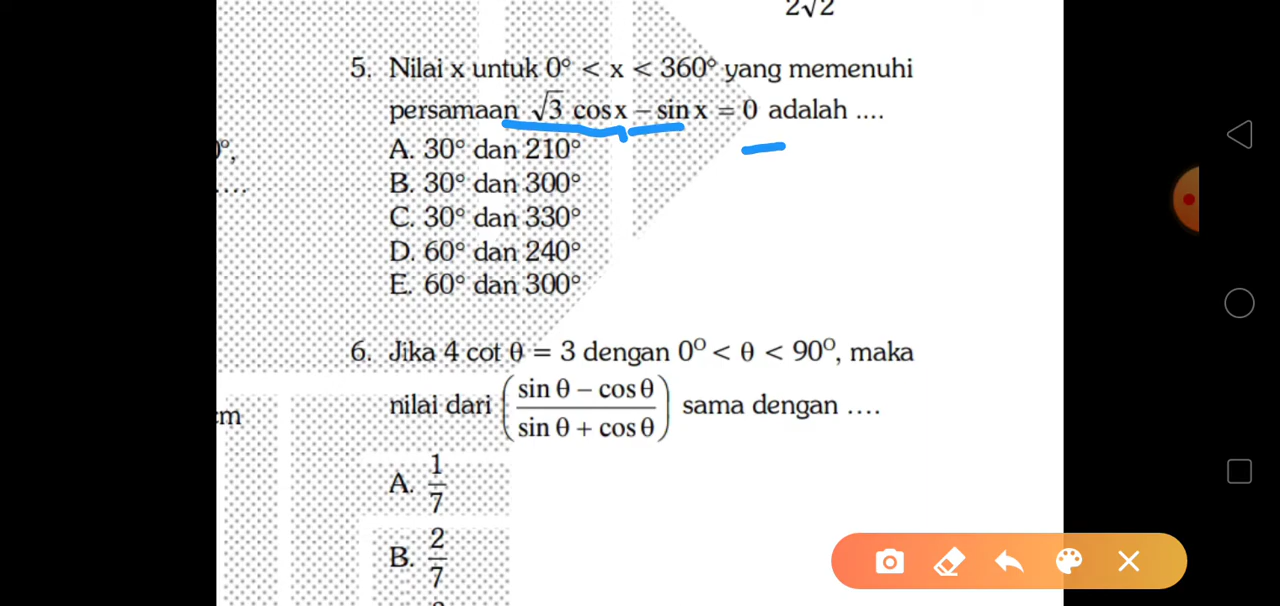 2√2
5. Nilai x untuk 0° < x < 360° yang memenuhi
persamaan √3 cos x – sin x = 0 adalah ....
A. 30° dan 210°
B. 30° dan 300°
C. 30° dan 330°
D. 60° dan 240°
E. 60° dan 300°
6. Jika 4 cot θ = 3 dengan 0° < θ < 90°, maka
nilai dari (sin θ – cos θ / sin θ + cos θ) sama dengan ....
A. 1/7
B. 2/7
0°,
....
cm